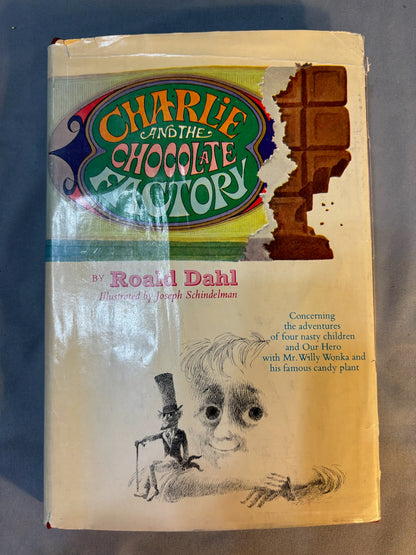 CHARLIE
AND THE
CHOCOLATE
FACTORY
BY Roald Dahl
Illustrated by Joseph Schindelman
Concerning
the adventures
of four nasty children
and Our Hero
with Mr. Willy Wonka and
his famous candy plant